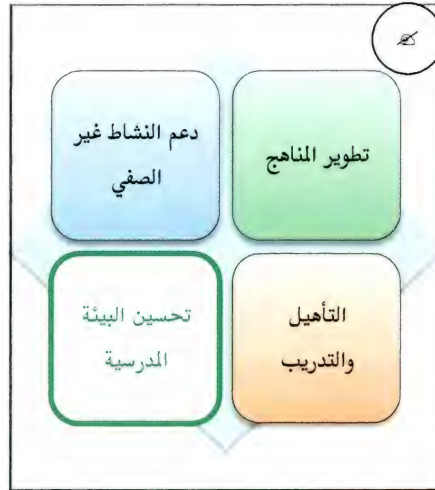 تطوير المناهج
دعم النشاط غير
الصفي
التأهيل
والتدريب
تحسين البيئة
المدرسية